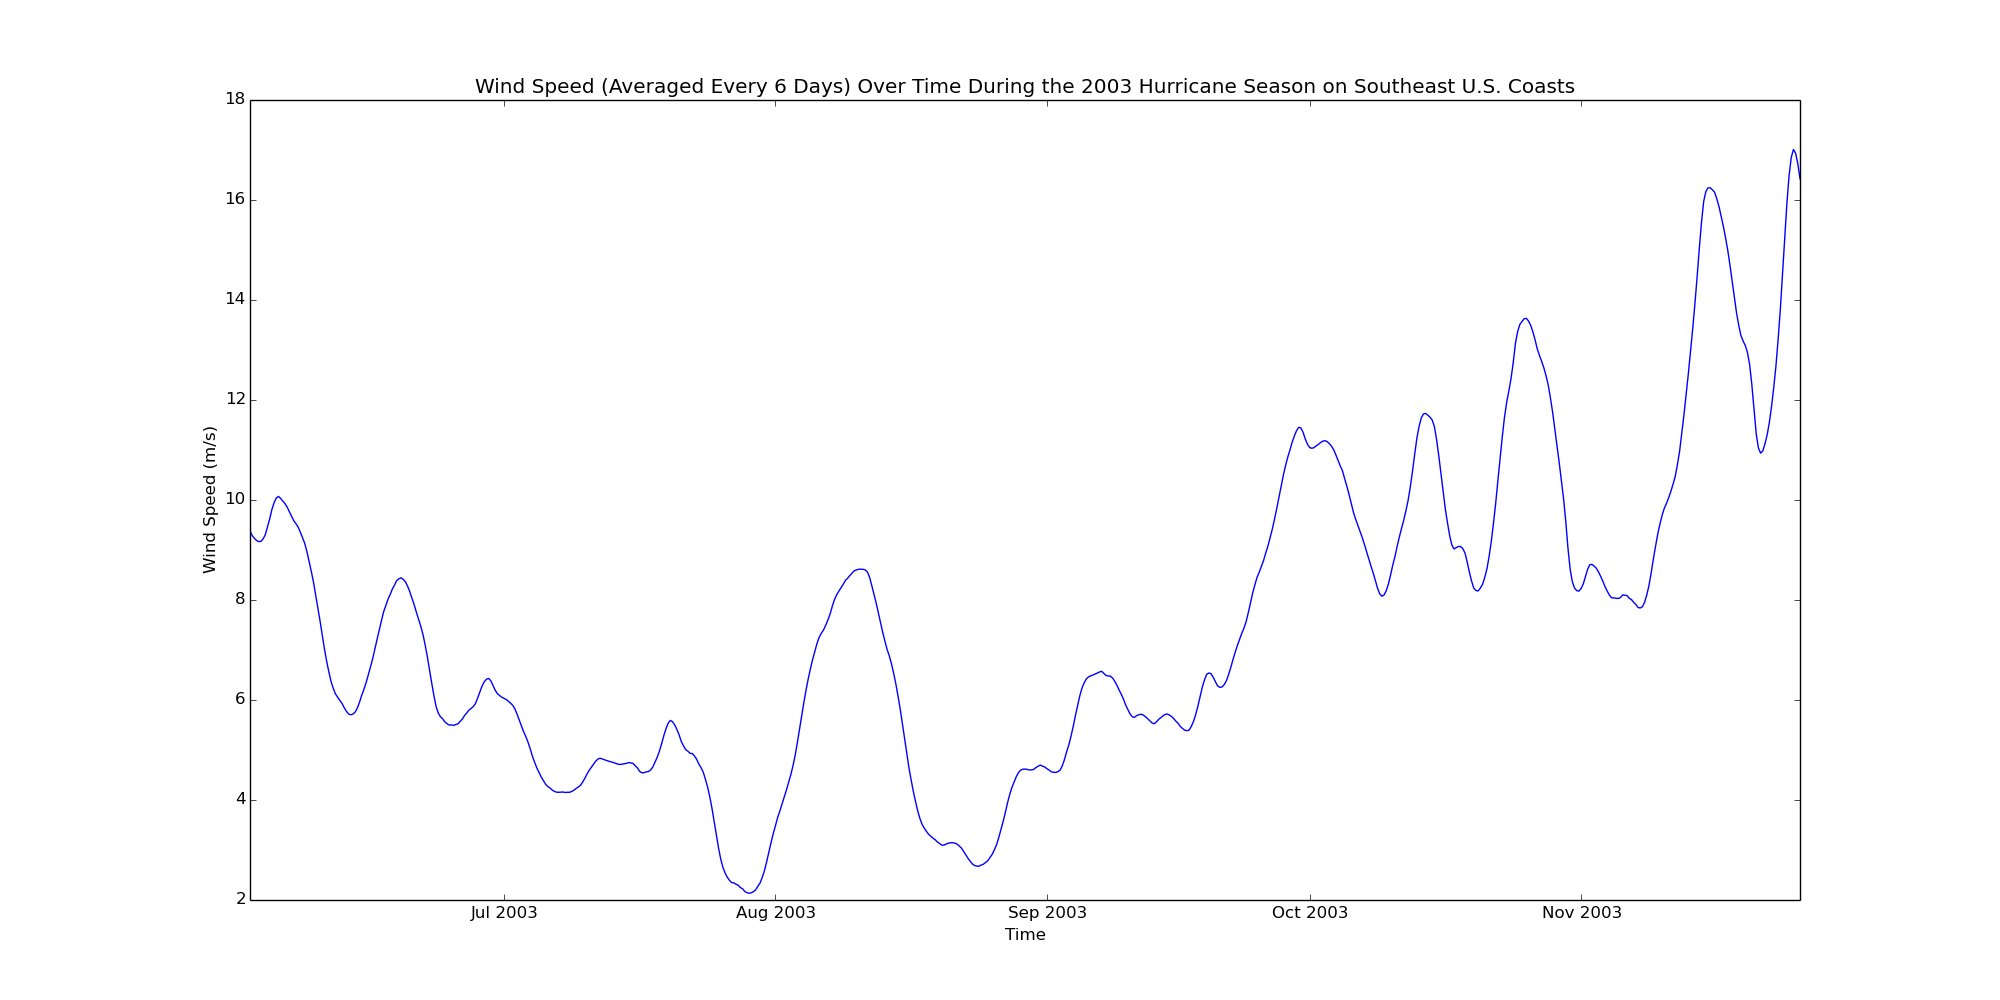 Wind Speed (Averaged Every 6 Days) Over Time During the 2003 Hurricane Season on Southeast U.S. Coasts
18
16
14
12
10
8
6
4
2
Wind Speed (m/s)
Jul 2003 Aug 2003 Sep 2003 Oct 2003 Nov 2003
Time